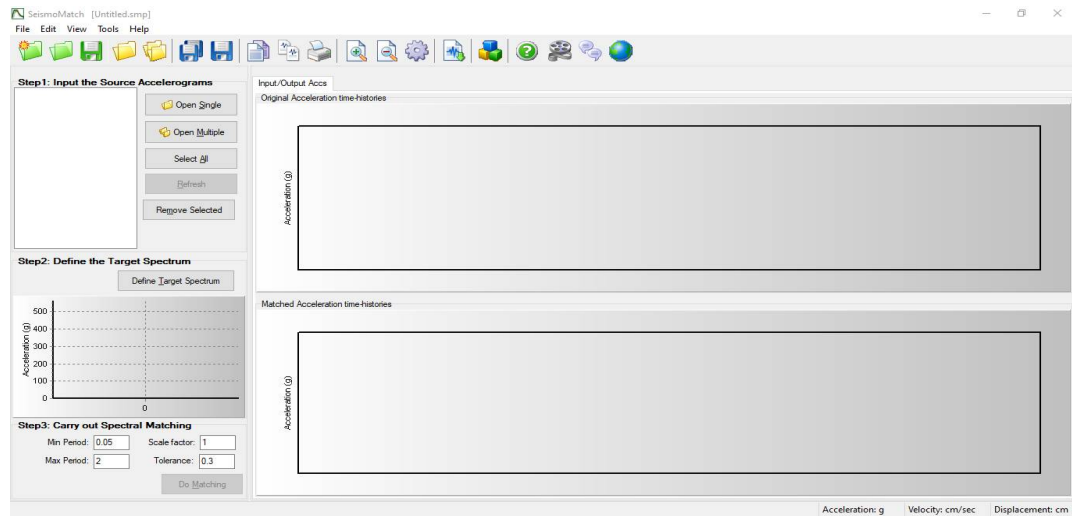 SeismoMatch [Untitled.smp]
File Edit View Tools Help
Step1: Input the Source Accelerograms
Open Single
Open Multiple
Select All
Refresh
Remove Selected
Step2: Define the Target Spectrum
Define Target Spectrum
Acceleration (g)
500
400
300
200
100
0
0
Step3: Carry out Spectral Matching
Min Period: 0.05 Scale factor: 1
Max Period: 2 Tolerance: 0.3
Do Matching
Input/Output Accs
Original Acceleration time-histories
Acceleration (g)
Matched Acceleration time-histories
Acceleration (g)
Acceleration: g Velocity: cm/sec Displacement: cm